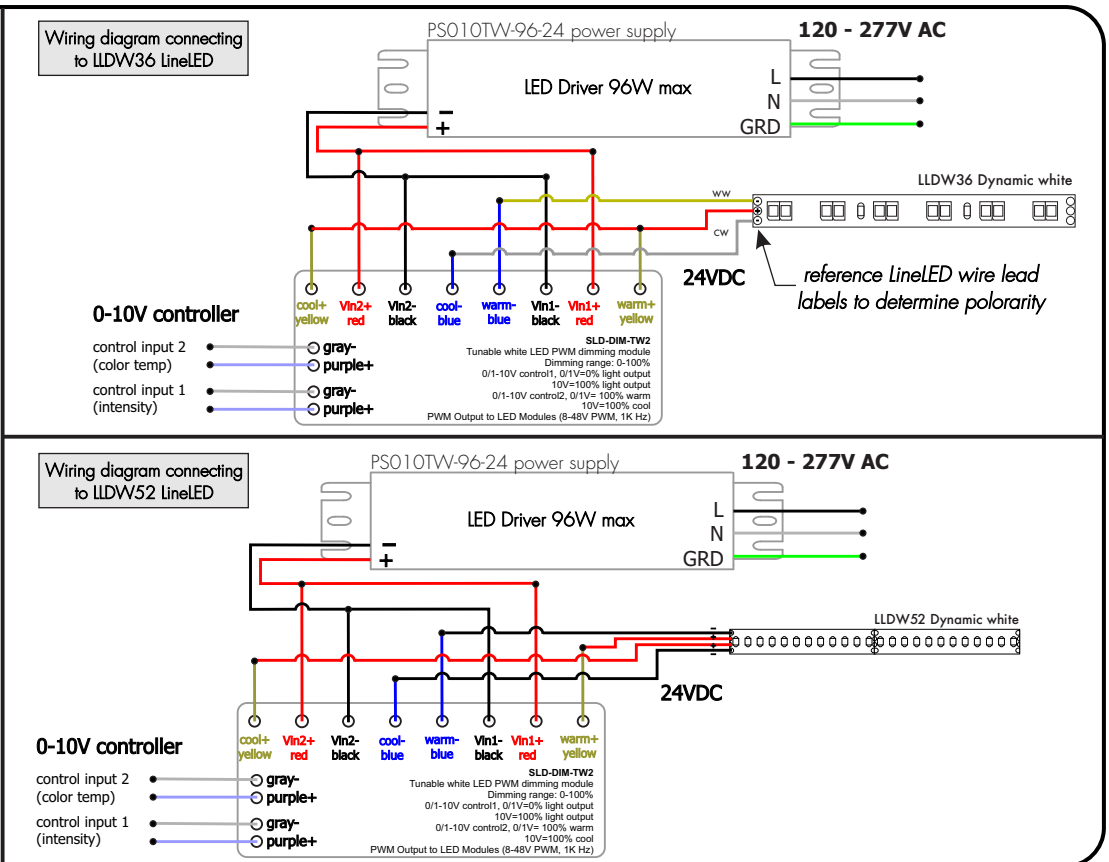 Wiring diagram connecting
to LLDW36 LineLED
PS010TW-96-24 power supply
120 - 277V AC
LED Driver 96W max
L
N
GRD
−
+
LLDW36 Dynamic white
ww
+
cw
24VDC
reference LineLED wire lead
labels to determine polorarity
0-10V controller
cool+
yellow
Vin2+
red
Vin2-
black
cool-
blue
warm-
blue
Vin1-
black
Vin1+
red
warm+
yellow
control input 2
(color temp)
gray-
purple+
control input 1
(intensity)
gray-
purple+
SLD-DIM-TW2
Tunable white LED PWM dimming module
Dimming range: 0-100%
0/1-10V control1, 0/1V=0% light output
10V=100% light output
0/1-10V control2, 0/1V= 100% warm
10V=100% cool
PWM Output to LED Modules (8-48V PWM, 1K Hz)
Wiring diagram connecting
to LLDW52 LineLED
PS010TW-96-24 power supply
120 - 277V AC
LED Driver 96W max
L
N
GRD
−
+
LLDW52 Dynamic white
-
+
+
-
24VDC
0-10V controller
cool+
yellow
Vin2+
red
Vin2-
black
cool-
blue
warm-
blue
Vin1-
black
Vin1+
red
warm+
yellow
control input 2
(color temp)
gray-
purple+
control input 1
(intensity)
gray-
purple+
SLD-DIM-TW2
Tunable white LED PWM dimming module
Dimming range: 0-100%
0/1-10V control1, 0/1V=0% light output
10V=100% light output
0/1-10V control2, 0/1V= 100% warm
10V=100% cool
PWM Output to LED Modules (8-48V PWM, 1K Hz)